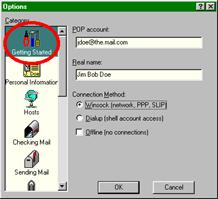 Options
Category:
Getting Started
Personal Information
Hosts
Checking Mail
Sending Mail
POP account:
jdoe@the.mail.com
Real name:
Jim Bob Doe
Connection Method:
Winsock (network, PPP, SLIP)
Dialup (shell account access)
Offline (no connections)
OK
Cancel